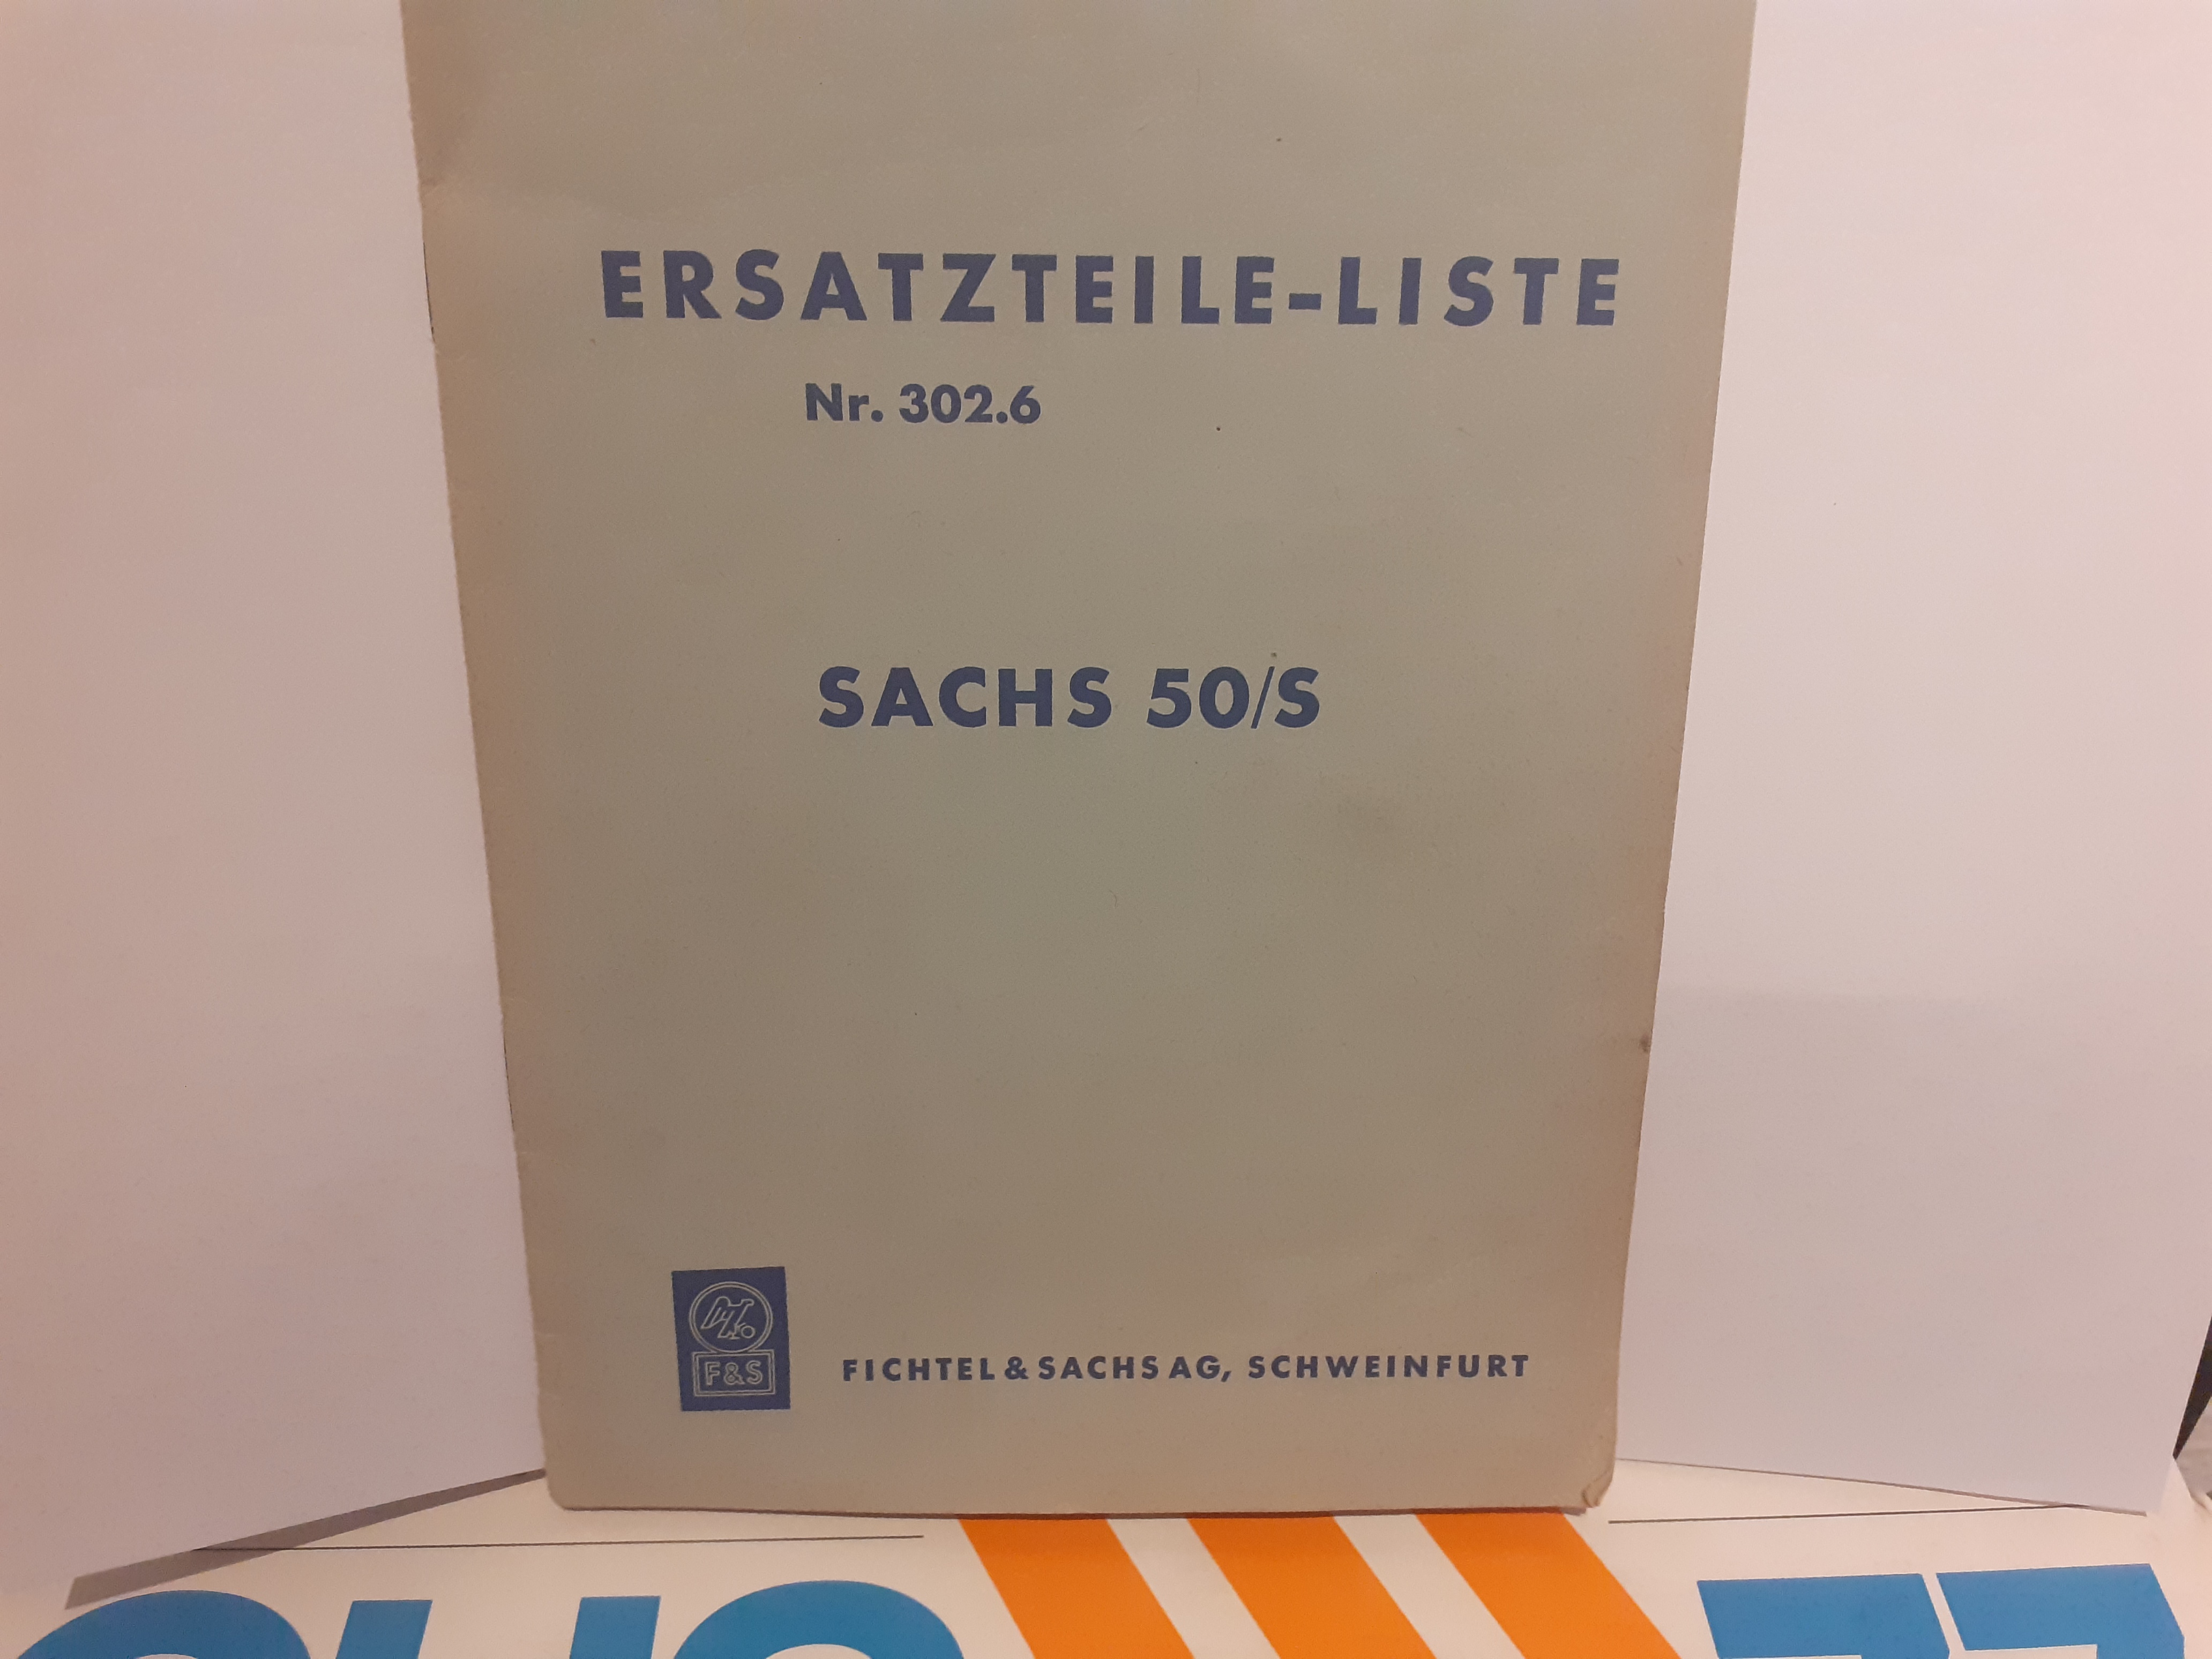 ERSATZTEILE-LISTE
Nr. 302.6
SACHS 50/S
F&S
FICHTEL & SACHS AG, SCHWEINFURT